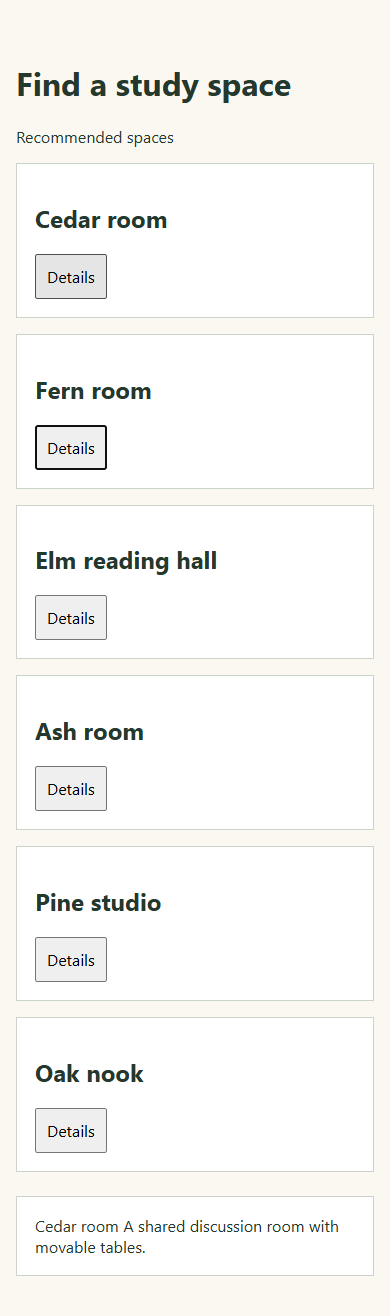 Find a study space
Recommended spaces
Cedar room
Details
Fern room
Details
Elm reading hall
Details
Ash room
Details
Pine studio
Details
Oak nook
Details
Cedar room A shared discussion room with
movable tables.